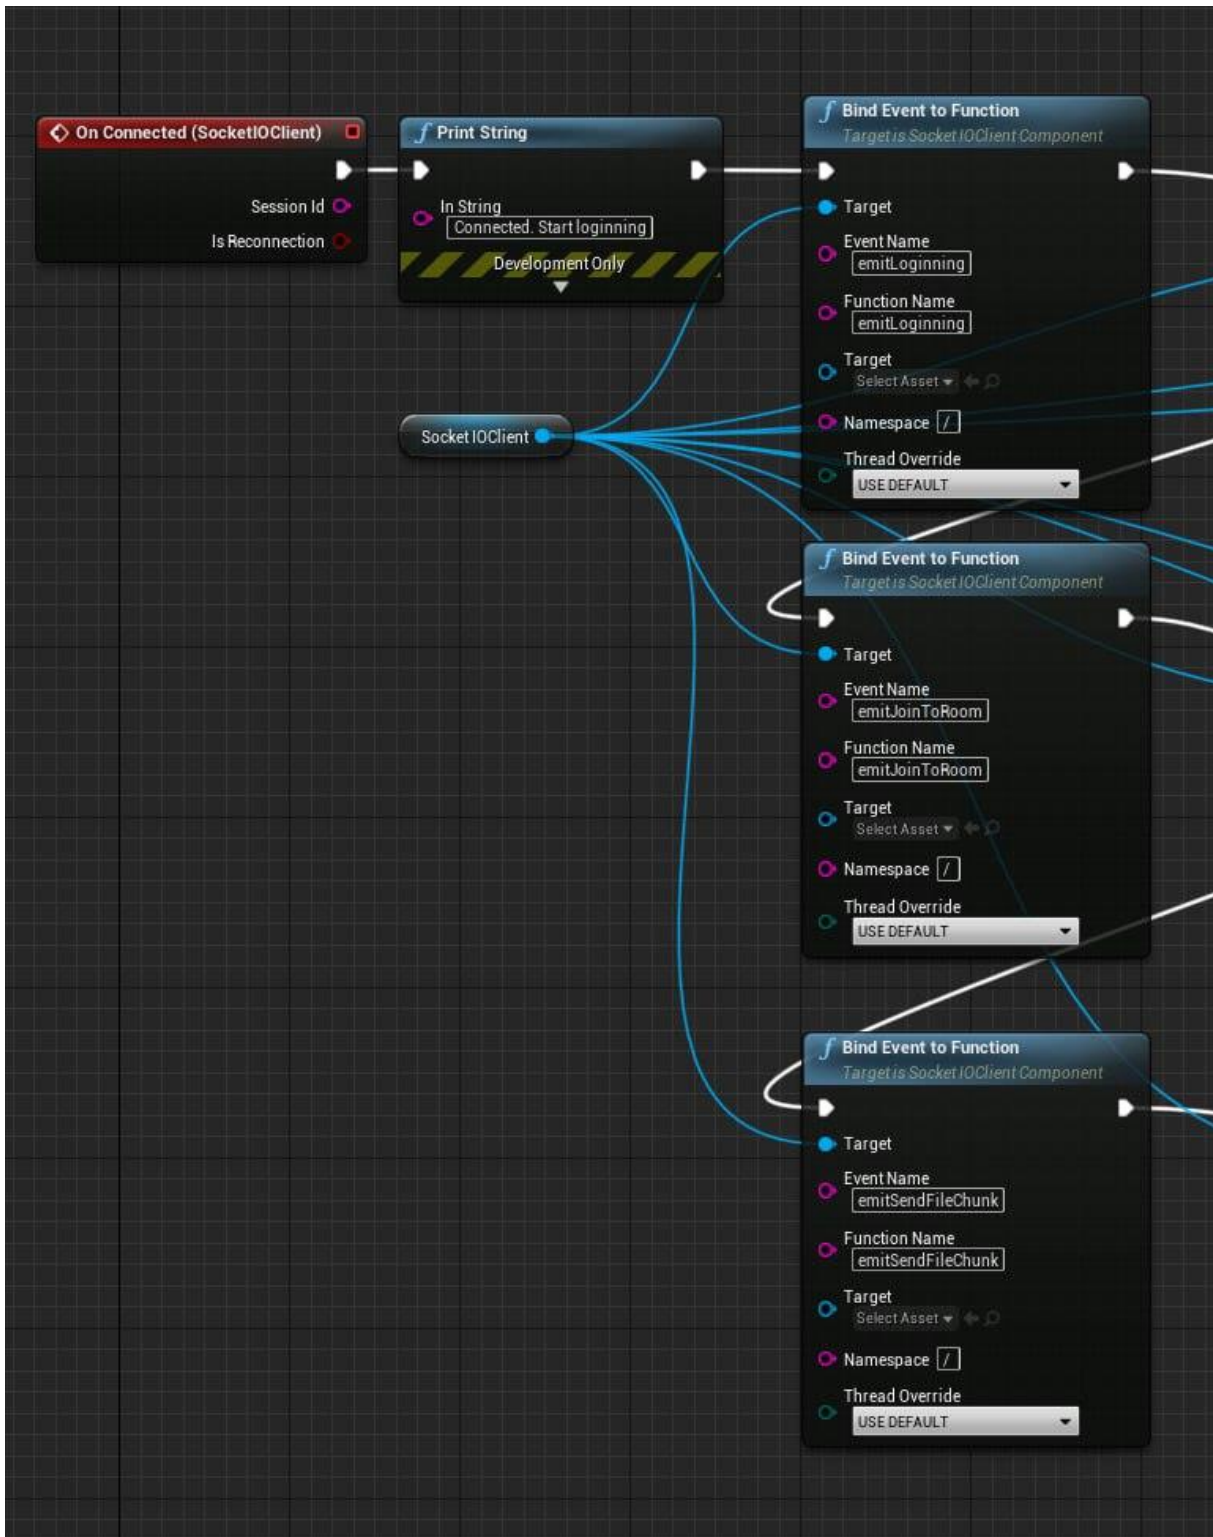 On Connected (SocketIOClient)
Session Id
Is Reconnection
f Print String
In String
Connected. Start loginning
Development Only
Socket IOClient
f Bind Event to Function
Target is Socket IOClient Component
Target
Event Name
emitLoginning
Function Name
emitLoginning
Target
Select Asset
Namespace /
Thread Override
USE DEFAULT
f Bind Event to Function
Target is Socket IOClient Component
Target
Event Name
emitJoinToRoom
Function Name
emitJoinToRoom
Target
Select Asset
Namespace /
Thread Override
USE DEFAULT
f Bind Event to Function
Target is Socket IOClient Component
Target
Event Name
emitSendFileChunk
Function Name
emitSendFileChunk
Target
Select Asset
Namespace /
Thread Override
USE DEFAULT